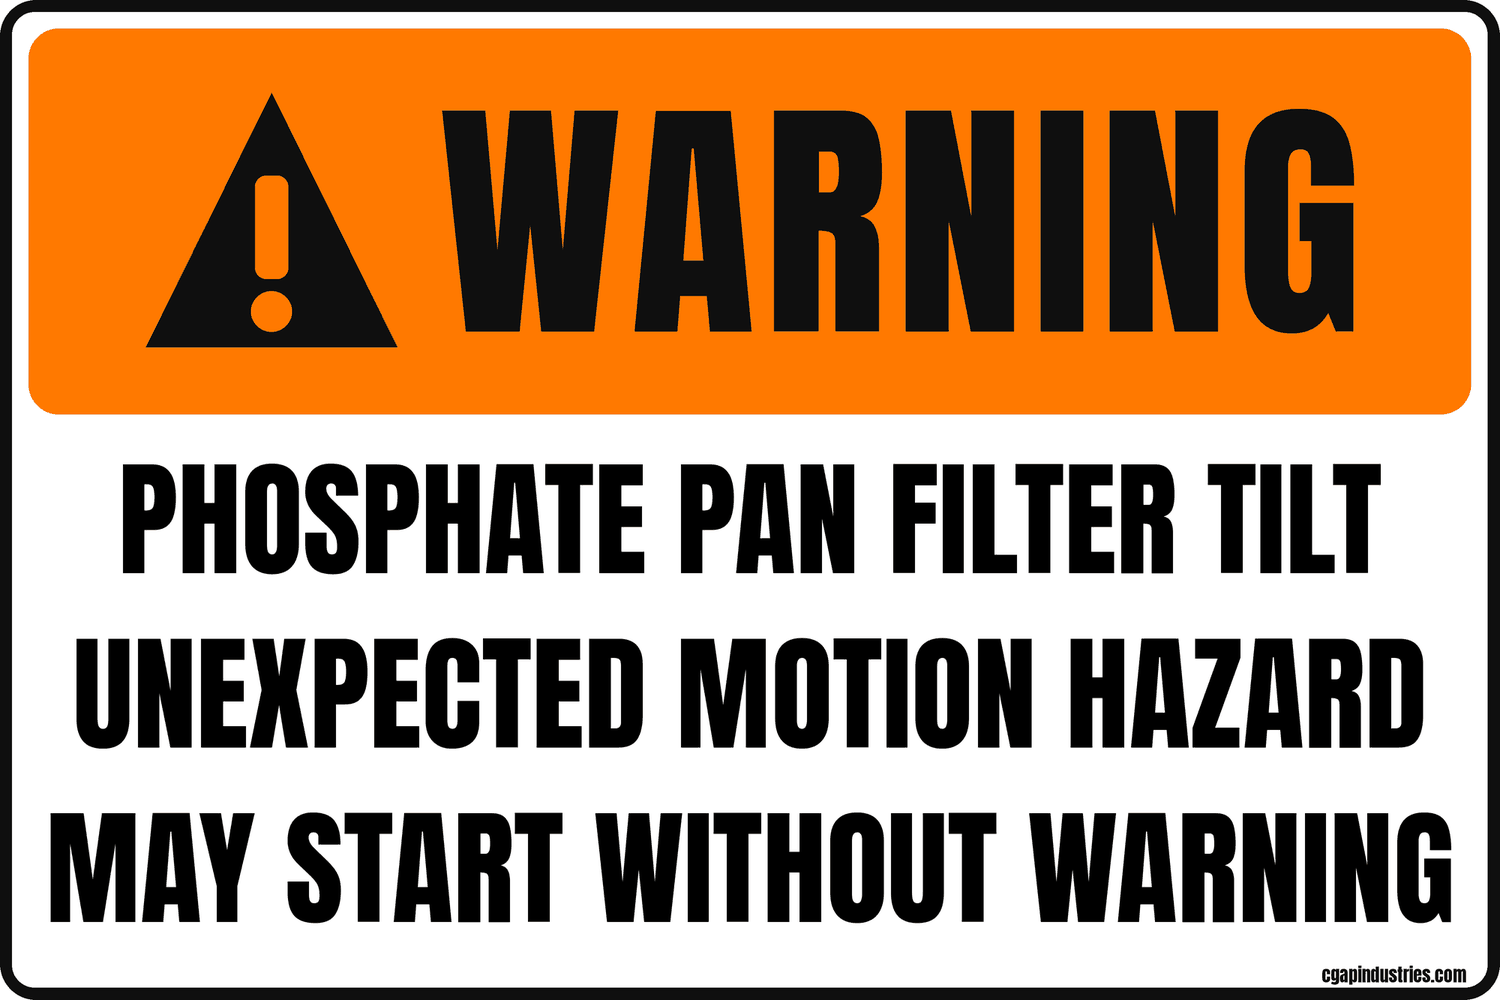 WARNING
PHOSPHATE PAN FILTER TILT
UNEXPECTED MOTION HAZARD
MAY START WITHOUT WARNING
cgapindustries.com